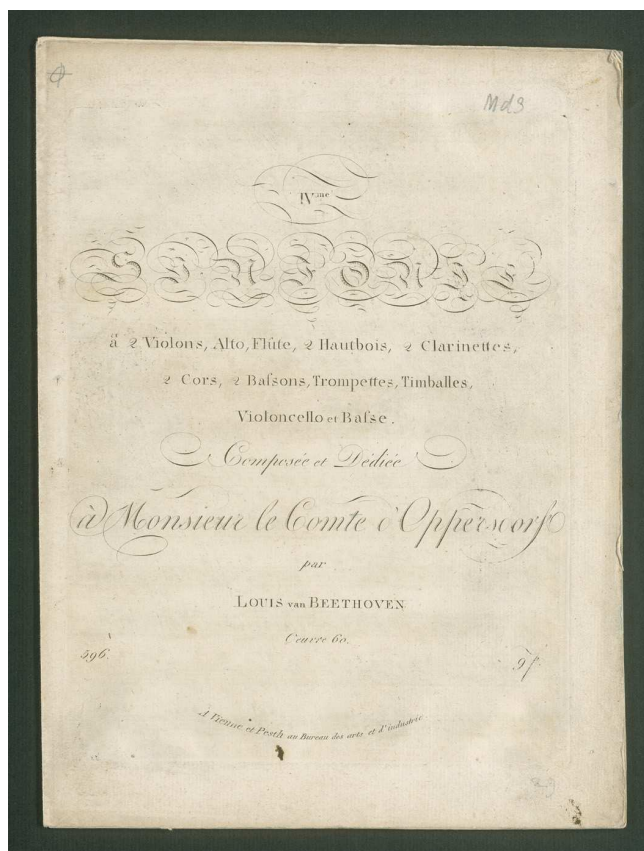 Md3
IVme
SINFONIE
à 2 Violons, Alto, Flûte, 2 Hautbois, 2 Clarinettes,
2 Cors, 2 Baſsons, Trompettes, Timballes,
Violoncello et Baſse.
Composée et Dédiée
à Monsieur le Comte d'Oppersdorf
par
LOUIS van BEETHOVEN
Oeuvre 60.
596.
9f
A Vienne et Pesth au Bureau des arts et d'industrie